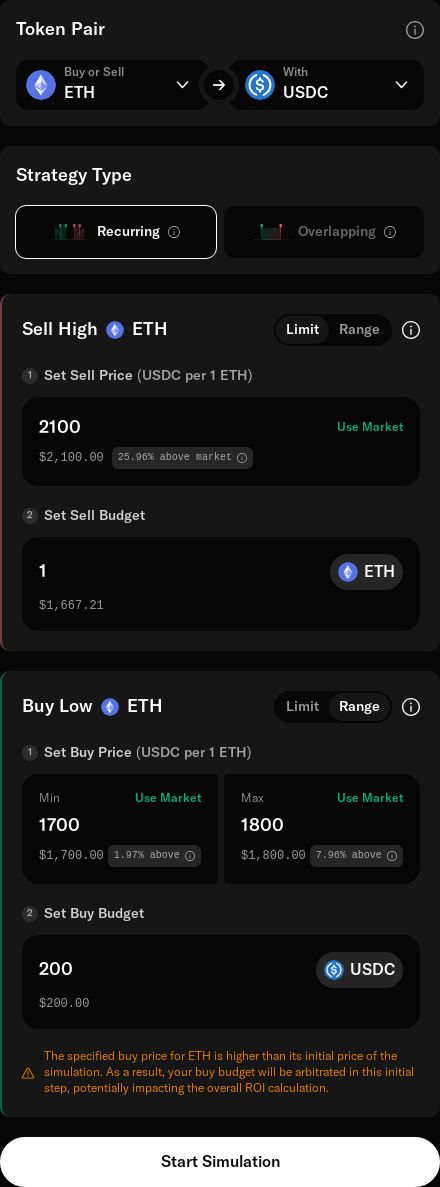 Token Pair
Buy or Sell
ETH
With
USDC
Strategy Type
Recurring
Overlapping
Sell High ETH
Limit Range
1 Set Sell Price (USDC per 1 ETH)
2100
Use Market
$2,100.00 25.96% above market
2 Set Sell Budget
1
ETH
$1,667.21
Buy Low ETH
Limit Range
1 Set Buy Price (USDC per 1 ETH)
Min Use Market
1700
$1,700.00 1.97% above
Max Use Market
1800
$1,800.00 7.96% above
2 Set Buy Budget
200
USDC
$200.00
The specified buy price for ETH is higher than its initial price of the
simulation. As a result, your buy budget will be arbitrated in this initial
step, potentially impacting the overall ROI calculation.
Start Simulation